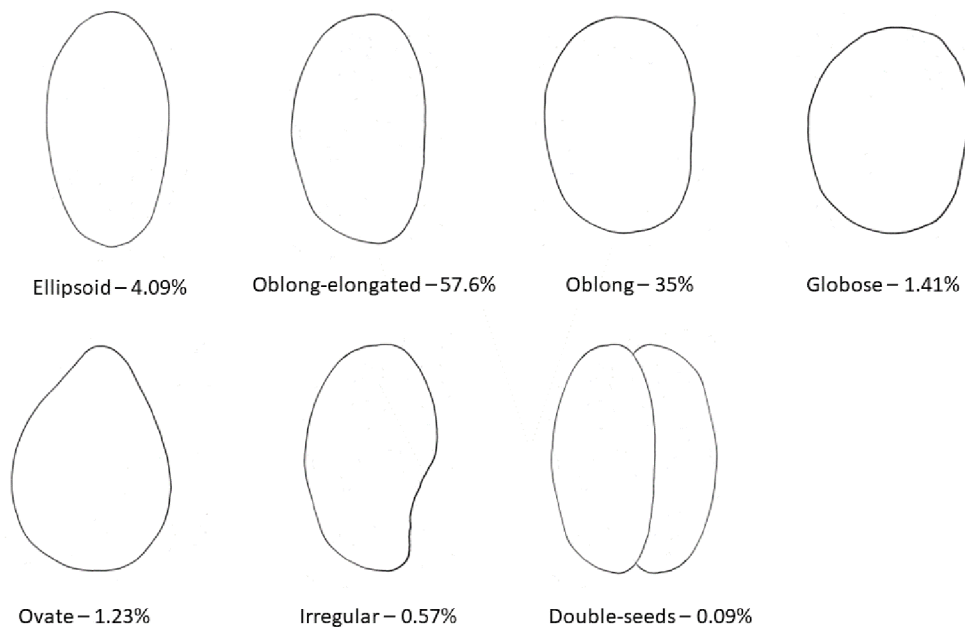 Ellipsoid – 4.09%
Oblong-elongated – 57.6%
Oblong – 35%
Globose – 1.41%
Ovate – 1.23%
Irregular – 0.57%
Double-seeds – 0.09%